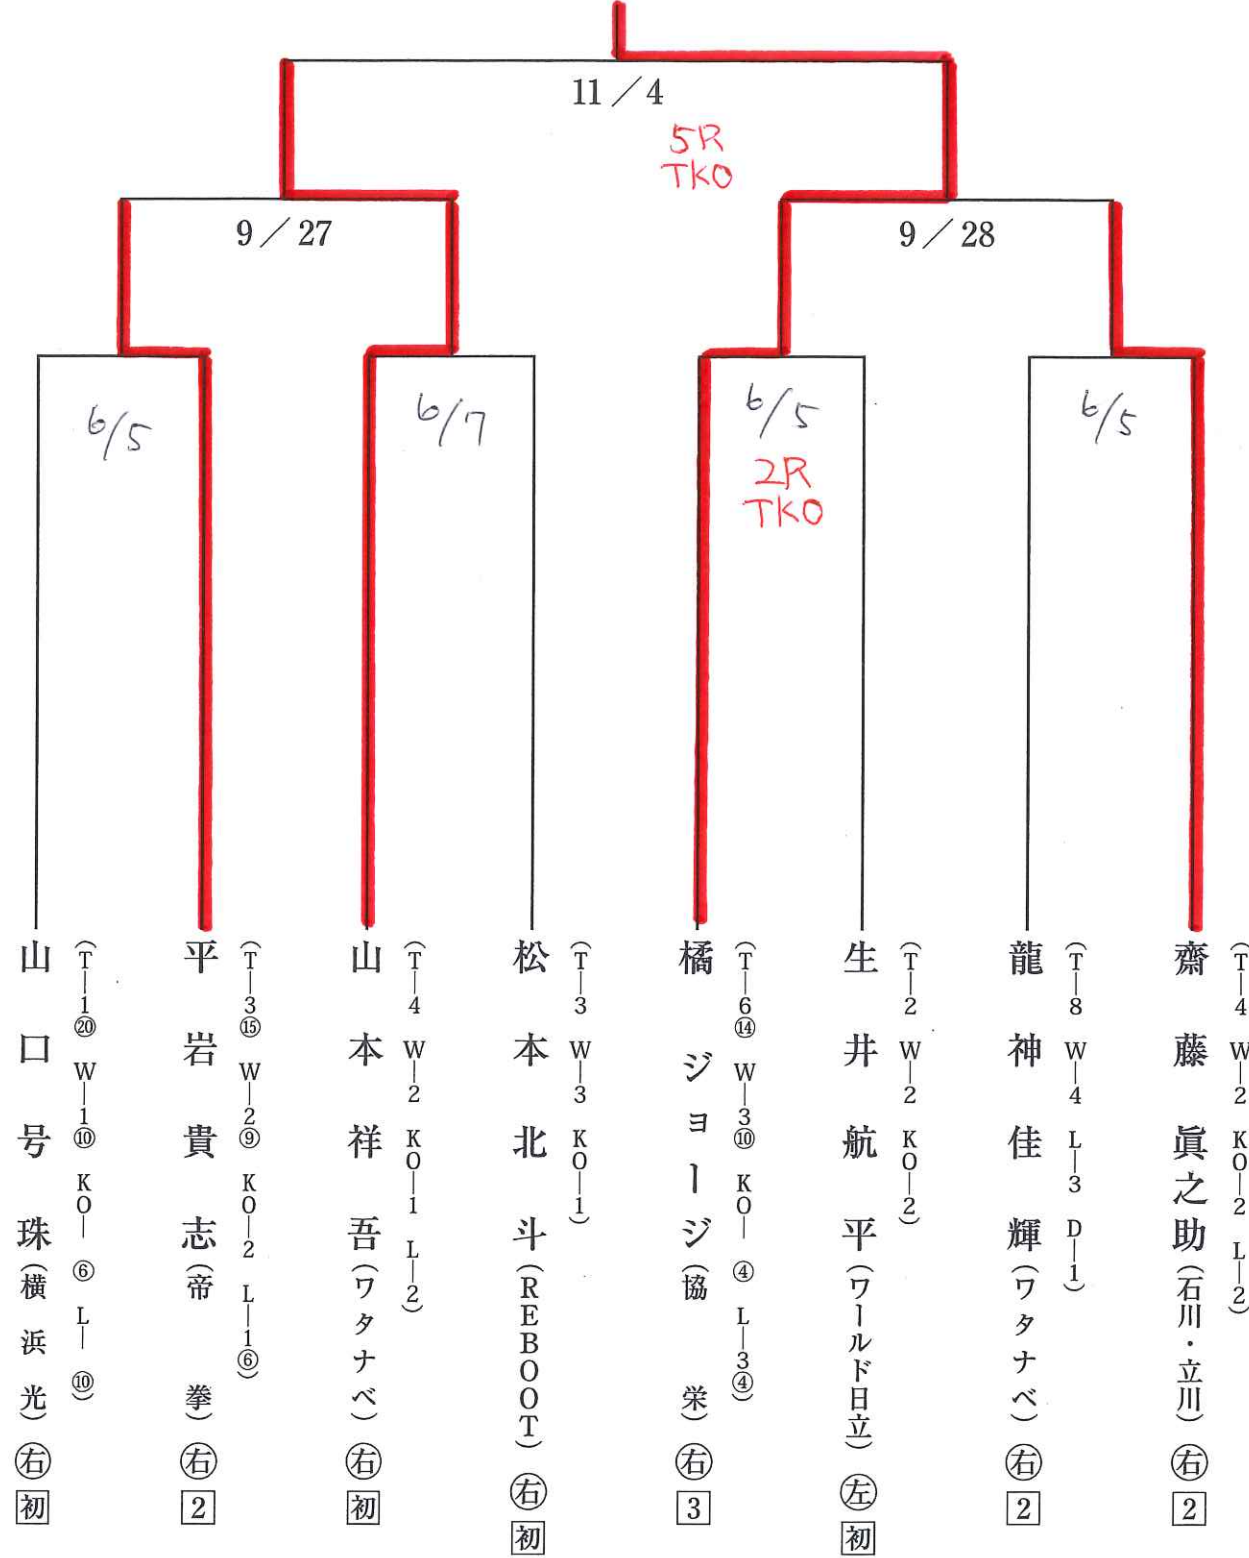 11／4
5R
TKO
9／27
9／28
6/5
6/7
6/5
2R
TKO
6/5
山口号珠（横浜光）㊨ 初
（T―1⑳ W―1⑩ KO―⑥ L―⑩）
平岩貴志（帝拳）㊨ 2
（T―3⑮ W―2⑨ KO―2 L―1⑥）
山本祥吾（ワタナベ）㊨ 初
（T―4 W―2 KO―1 L―2）
松本北斗（REBOOT）㊨ 初
（T―3 W―3 KO―1）
橘ジョージ（協栄）㊨ 3
（T―6⑭ W―3⑩ KO―④ L―3④）
生井航平（ワールド日立）㊧ 初
（T―2 W―2 KO―2）
龍神佳輝（ワタナベ）㊨ 2
（T―8 W―4 L―3 D―1）
齋藤眞之助（石川・立川）㊨ 2
（T―4 W―2 KO―2 L―2）